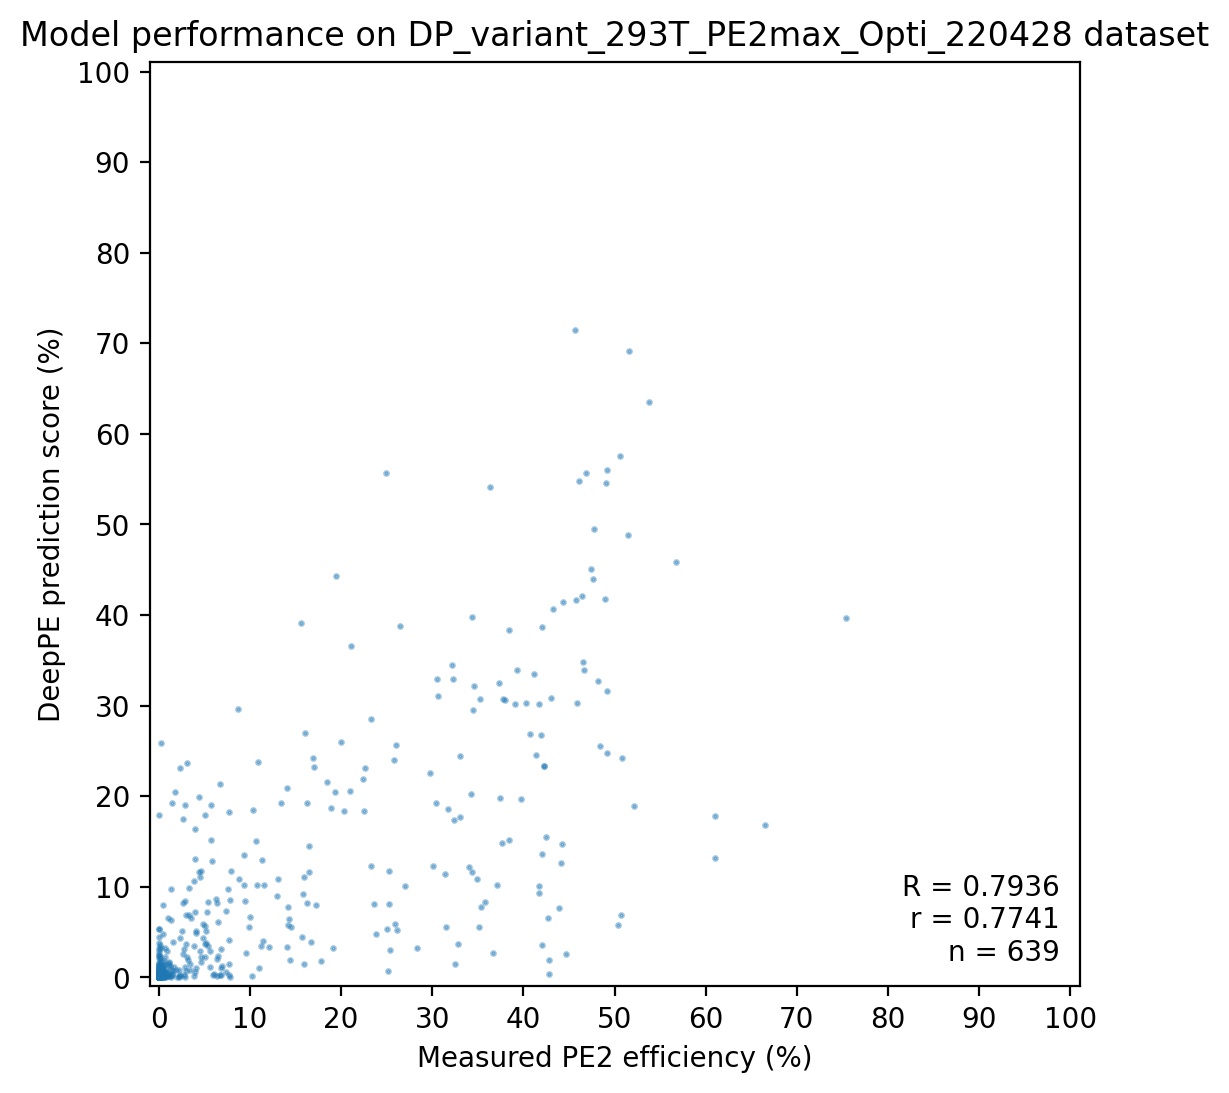 Model performance on DP_variant_293T_PE2max_Opti_220428 dataset
100
90
80
70
60
50
40
30
20
10
0
DeepPE prediction score (%)
R = 0.7936
r = 0.7741
n = 639
0 10 20 30 40 50 60 70 80 90 100
Measured PE2 efficiency (%)